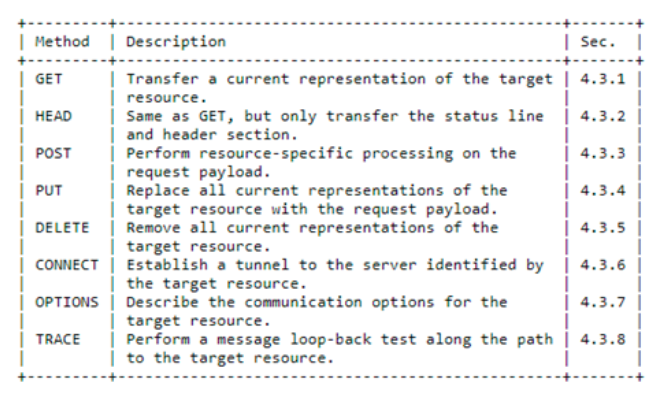 +---------+-------------------------------------------------+-------+
| Method  | Description                                     | Sec.  |
+---------+-------------------------------------------------+-------+
| GET     | Transfer a current representation of the target | 4.3.1 |
|         | resource.                                       |       |
| HEAD    | Same as GET, but only transfer the status line  | 4.3.2 |
|         | and header section.                             |       |
| POST    | Perform resource-specific processing on the     | 4.3.3 |
|         | request payload.                                |       |
| PUT     | Replace all current representations of the      | 4.3.4 |
|         | target resource with the request payload.       |       |
| DELETE  | Remove all current representations of the       | 4.3.5 |
|         | target resource.                                |       |
| CONNECT | Establish a tunnel to the server identified by  | 4.3.6 |
|         | the target resource.                            |       |
| OPTIONS | Describe the communication options for the      | 4.3.7 |
|         | target resource.                                |       |
| TRACE   | Perform a message loop-back test along the path | 4.3.8 |
|         | to the target resource.                         |       |
+---------+-------------------------------------------------+-------+